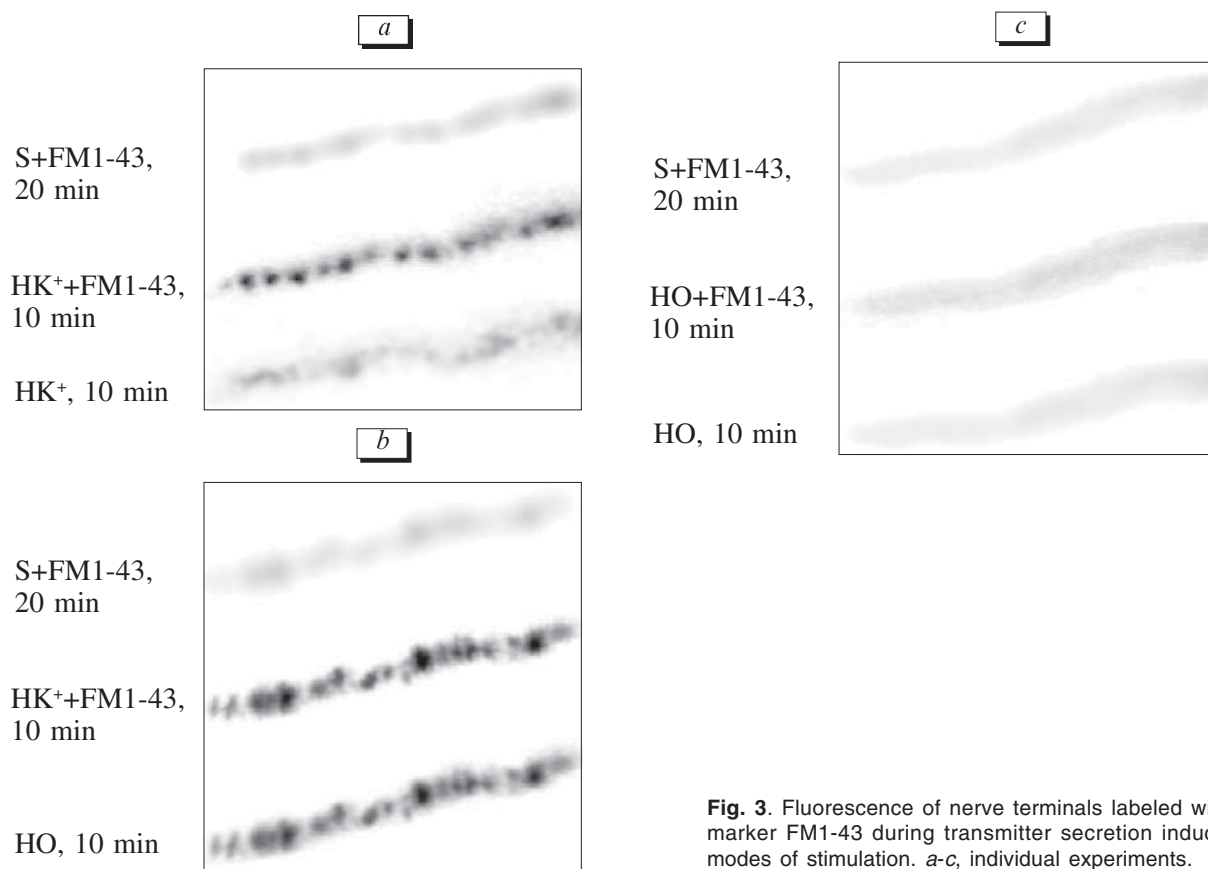 a
S+FM1-43,
20 min
HK⁺+FM1-43,
10 min
HK⁺, 10 min
b
S+FM1-43,
20 min
HK⁺+FM1-43,
10 min
HO, 10 min
c
S+FM1-43,
20 min
HO+FM1-43,
10 min
HO, 10 min
Fig. 3. Fluorescence of nerve terminals labeled
marker FM1-43 during transmitter secretion
modes of stimulation. a-c, individual experiments.